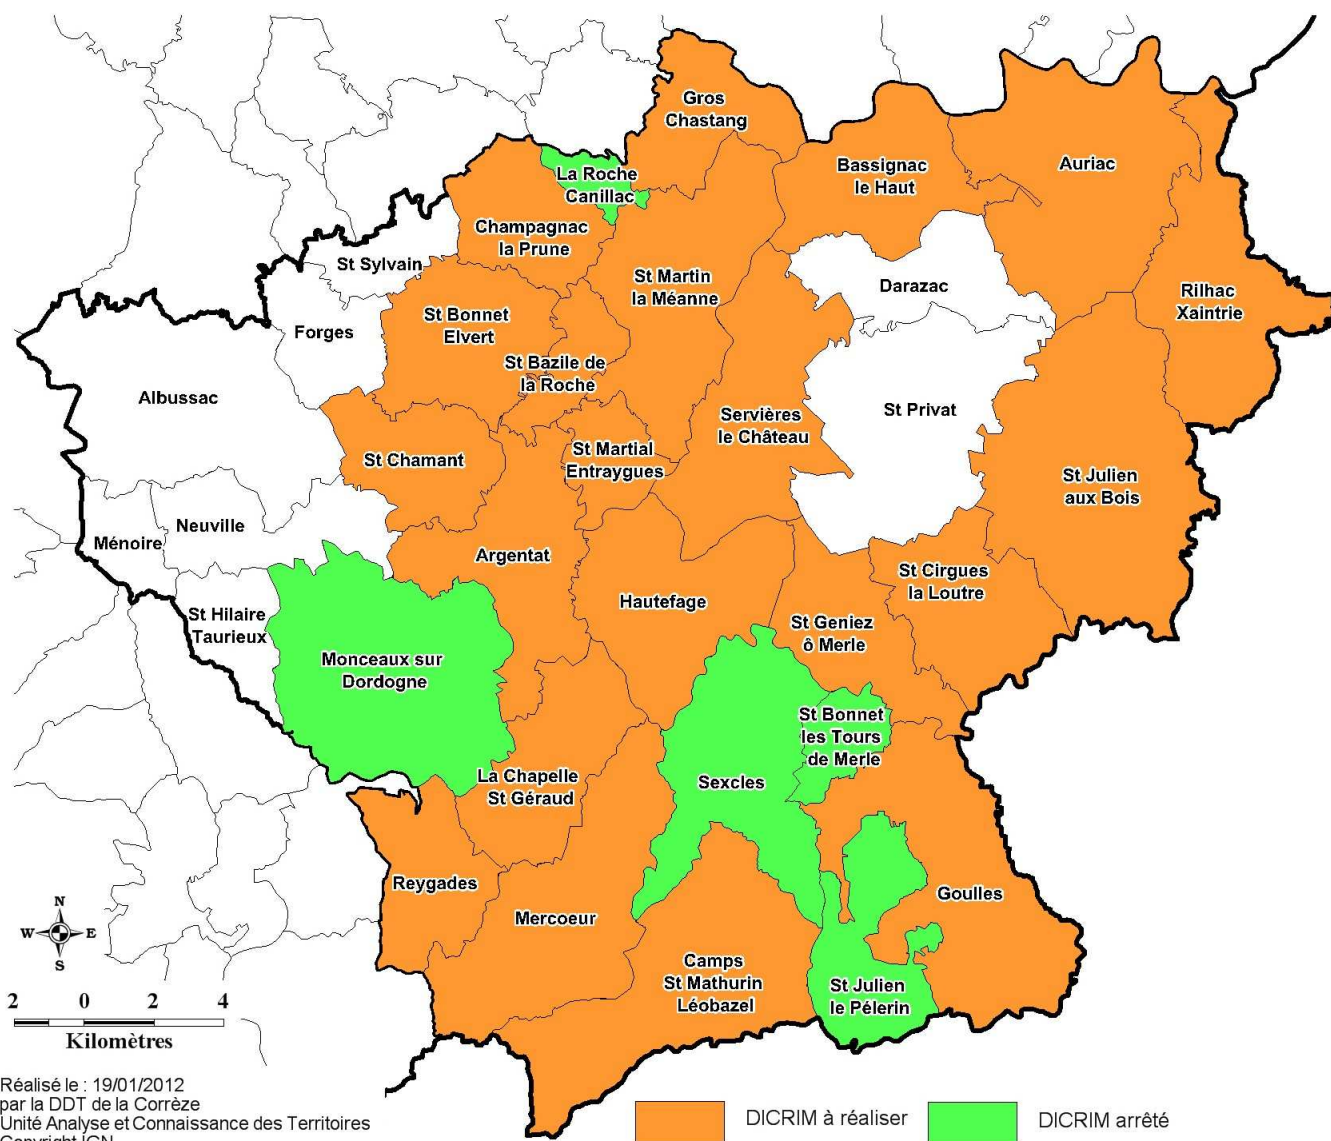 Gros
Chastang
La Roche
Canillac
Bassignac
le Haut
Auriac
Champagnac
la Prune
St Sylvain
St Martin
la Méanne
Darazac
Rilhac
Xaintrie
Forges
St Bonnet
Elvert
St Bazile de
la Roche
Albussac
St Privat
Servières
le Château
St Chamant
St Martial
Entraygues
St Julien
aux Bois
Neuville
Ménoire
Argentat
St Cirgues
la Loutre
Hautefage
St Hilaire
Taurieux
St Geniez
ô Merle
Monceaux sur
Dordogne
St Bonnet
les Tours
de Merle
La Chapelle
St Géraud
Sexcles
Reygades
Goulles
Mercoeur
Camps
St Mathurin
Léobazel
St Julien
le Pélerin
N
W E
S
2 0 2 4
Kilomètres
Réalisé le : 19/01/2012
par la DDT de la Corrèze
Unité Analyse et Connaissance des Territoires
Copyright IGN
DICRIM à réaliser
DICRIM arrêté